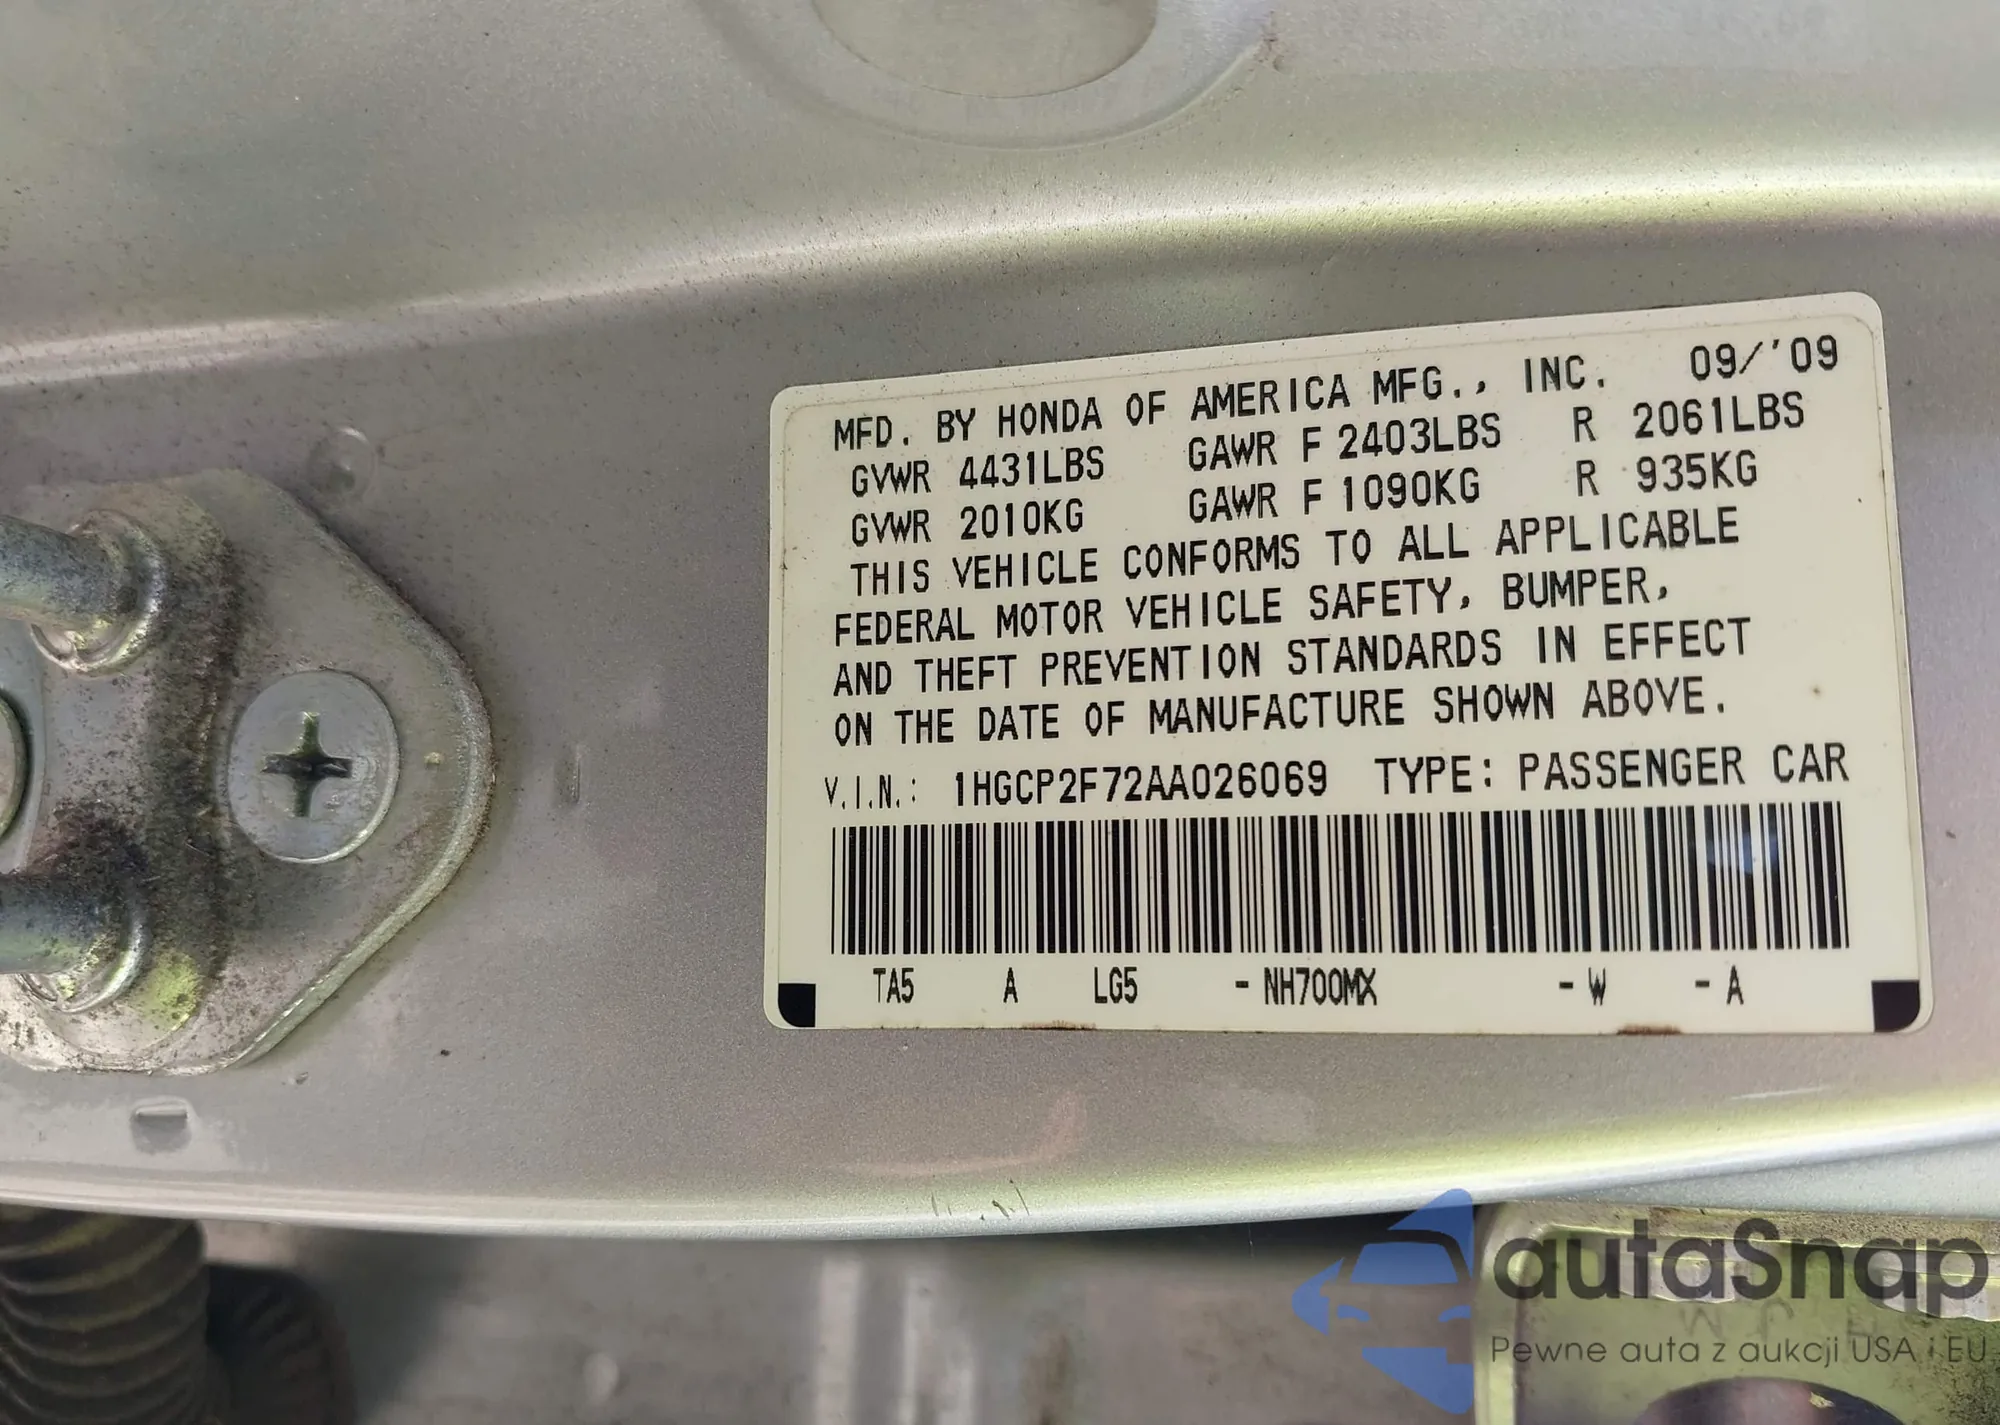 MFD. BY HONDA OF AMERICA MFG., INC. 09/'09
GVWR 4431LBS GAWR F 2403LBS R 2061LBS
GVWR 2010KG GAWR F 1090KG R 935KG
THIS VEHICLE CONFORMS TO ALL APPLICABLE
FEDERAL MOTOR VEHICLE SAFETY, BUMPER,
AND THEFT PREVENTION STANDARDS IN EFFECT
ON THE DATE OF MANUFACTURE SHOWN ABOVE.
V.I.N.: 1HGCP2F72AA026069 TYPE: PASSENGER CAR
TA5 A LG5 - NH700MX - W - A
autaSnap
Pewne auta z aukcji USA i EU